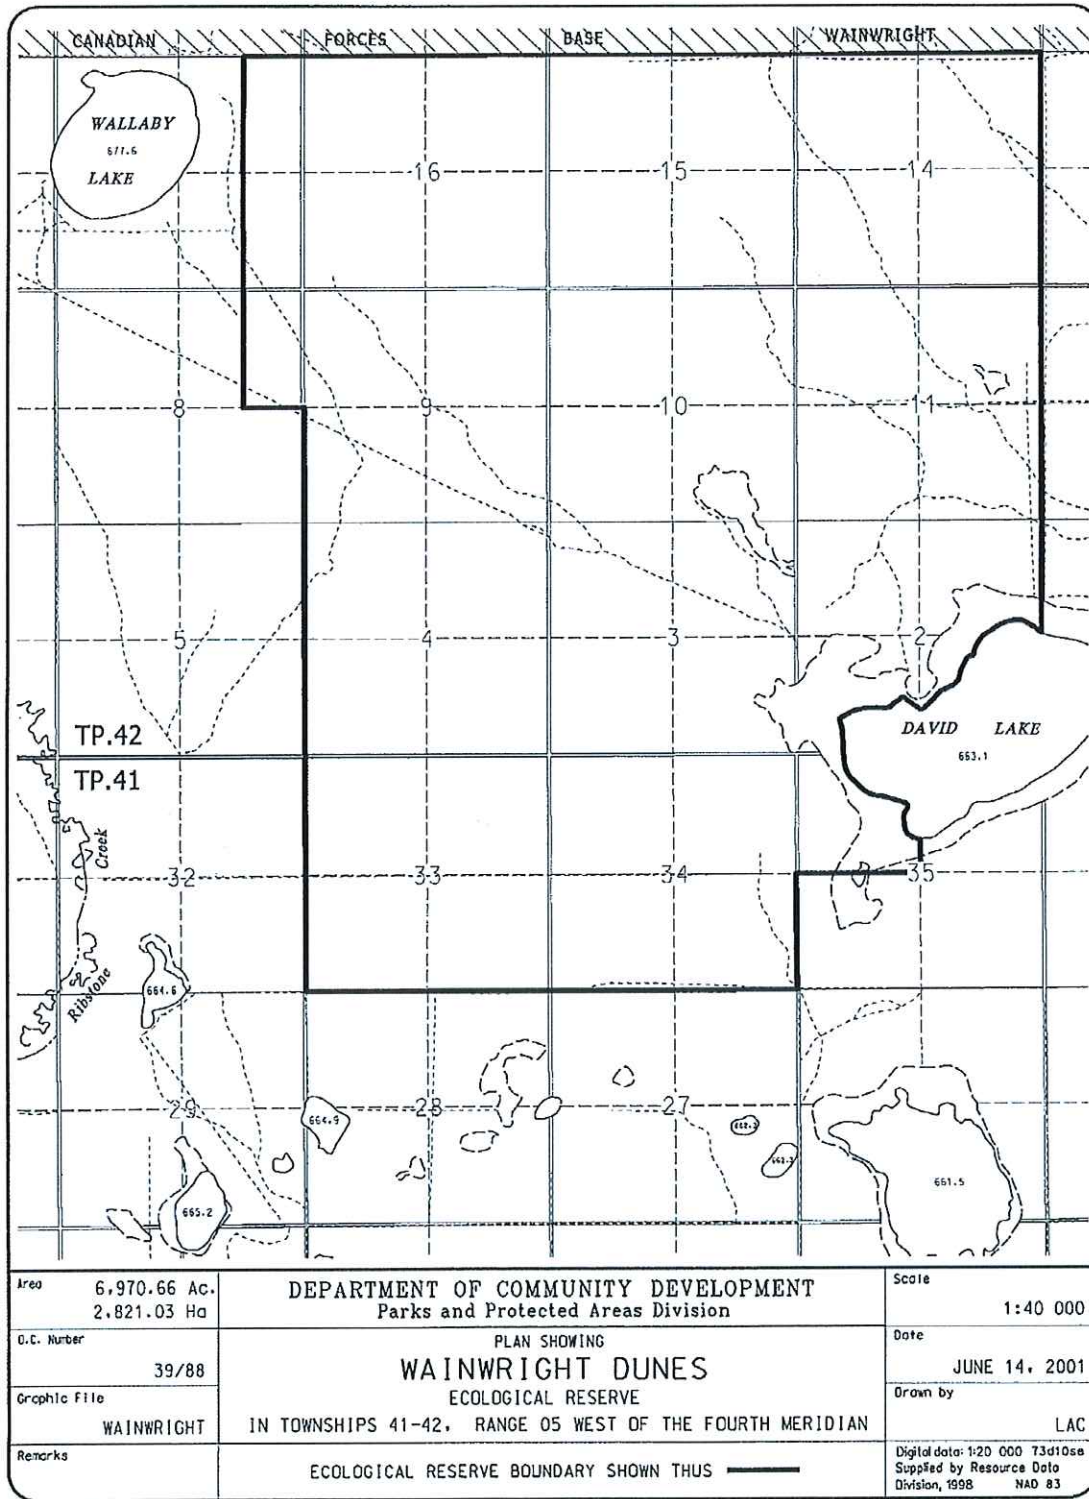 CANADIAN FORCES BASE WAINWRIGHT
WALLABY
677.6
LAKE
16 15 14
8 9 10 11
5 4 3 2
TP.42
DAVID LAKE
663.1
TP.41
Creek
32 33 34 35
Ribstone
664.6
29 28 27
664.9
665.2
661.5
Area
6,970.66 Ac.
2,821.03 Ha
O.C. Number
39/88
Graphic File
WAINWRIGHT
Remarks
DEPARTMENT OF COMMUNITY DEVELOPMENT
Parks and Protected Areas Division
PLAN SHOWING
WAINWRIGHT DUNES
ECOLOGICAL RESERVE
IN TOWNSHIPS 41-42, RANGE 05 WEST OF THE FOURTH MERIDIAN
ECOLOGICAL RESERVE BOUNDARY SHOWN THUS
Scale
1:40 000
Date
JUNE 14, 2001
Drawn by
LAC
Digital data: 1:20 000 73d10se
Supplied by Resource Data
Division, 1998 NAD 83